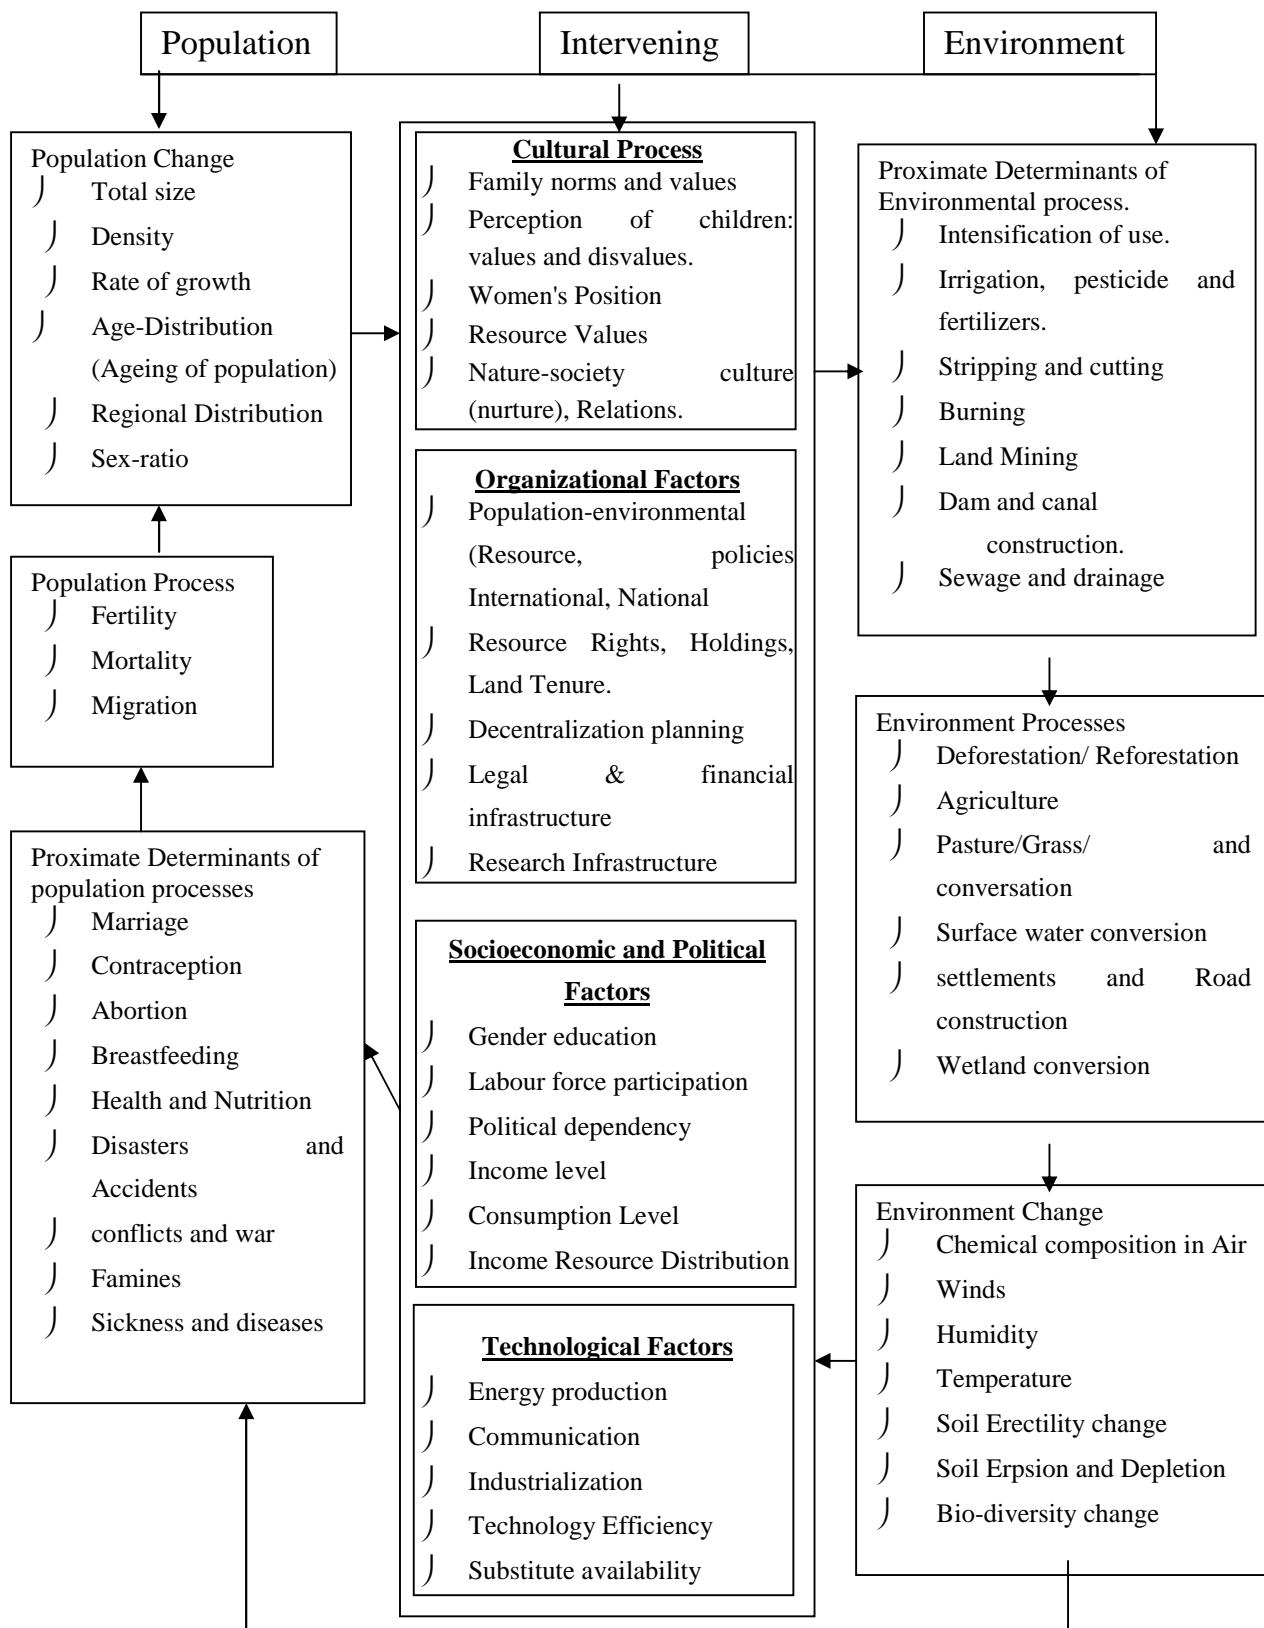 Population
Intervening
Environment
Population Change
Total size
Density
Rate of growth
Age-Distribution
(Ageing of population)
Regional Distribution
Sex-ratio
Population Process
Fertility
Mortality
Migration
Proximate Determinants of
population processes
Marriage
Contraception
Abortion
Breastfeeding
Health and Nutrition
Disasters and
Accidents
conflicts and war
Famines
Sickness and diseases
Cultural Process
Family norms and values
Perception of children:
values and disvalues.
Women's Position
Resource Values
Nature-society culture
(nurture), Relations.
Organizational Factors
Population-environmental
(Resource, policies
International, National
Resource Rights, Holdings,
Land Tenure.
Decentralization planning
Legal & financial
infrastructure
Research Infrastructure
Socioeconomic and Political
Factors
Gender education
Labour force participation
Political dependency
Income level
Consumption Level
Income Resource Distribution
Technological Factors
Energy production
Communication
Industrialization
Technology Efficiency
Substitute availability
Proximate Determinants of
Environmental process.
Intensification of use.
Irrigation, pesticide and
fertilizers.
Stripping and cutting
Burning
Land Mining
Dam and canal
construction.
Sewage and drainage
Environment Processes
Deforestation/ Reforestation
Agriculture
Pasture/Grass/ and
conversation
Surface water conversion
settlements and Road
construction
Wetland conversion
Environment Change
Chemical composition in Air
Winds
Humidity
Temperature
Soil Erectility change
Soil Erpsion and Depletion
Bio-diversity change